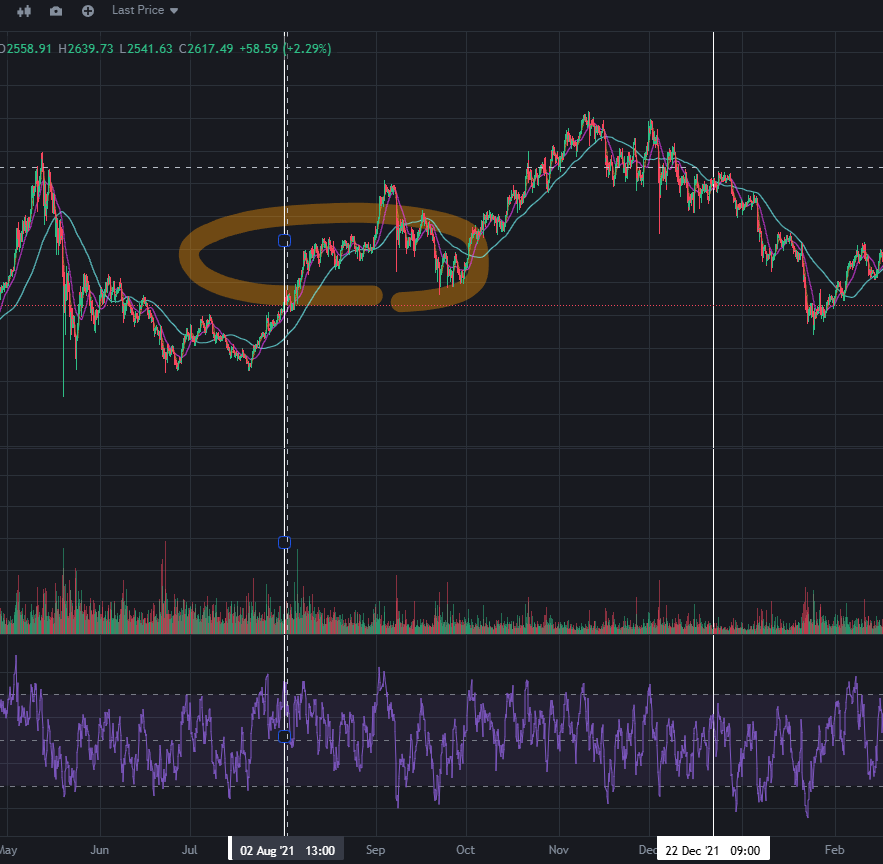 Last Price
O2558.91 H2639.73 L2541.63 C2617.49 +58.59 (+2.29%)
May Jun Jul 02 Aug '21 13:00 Sep Oct Nov Dec 22 Dec '21 09:00 Feb